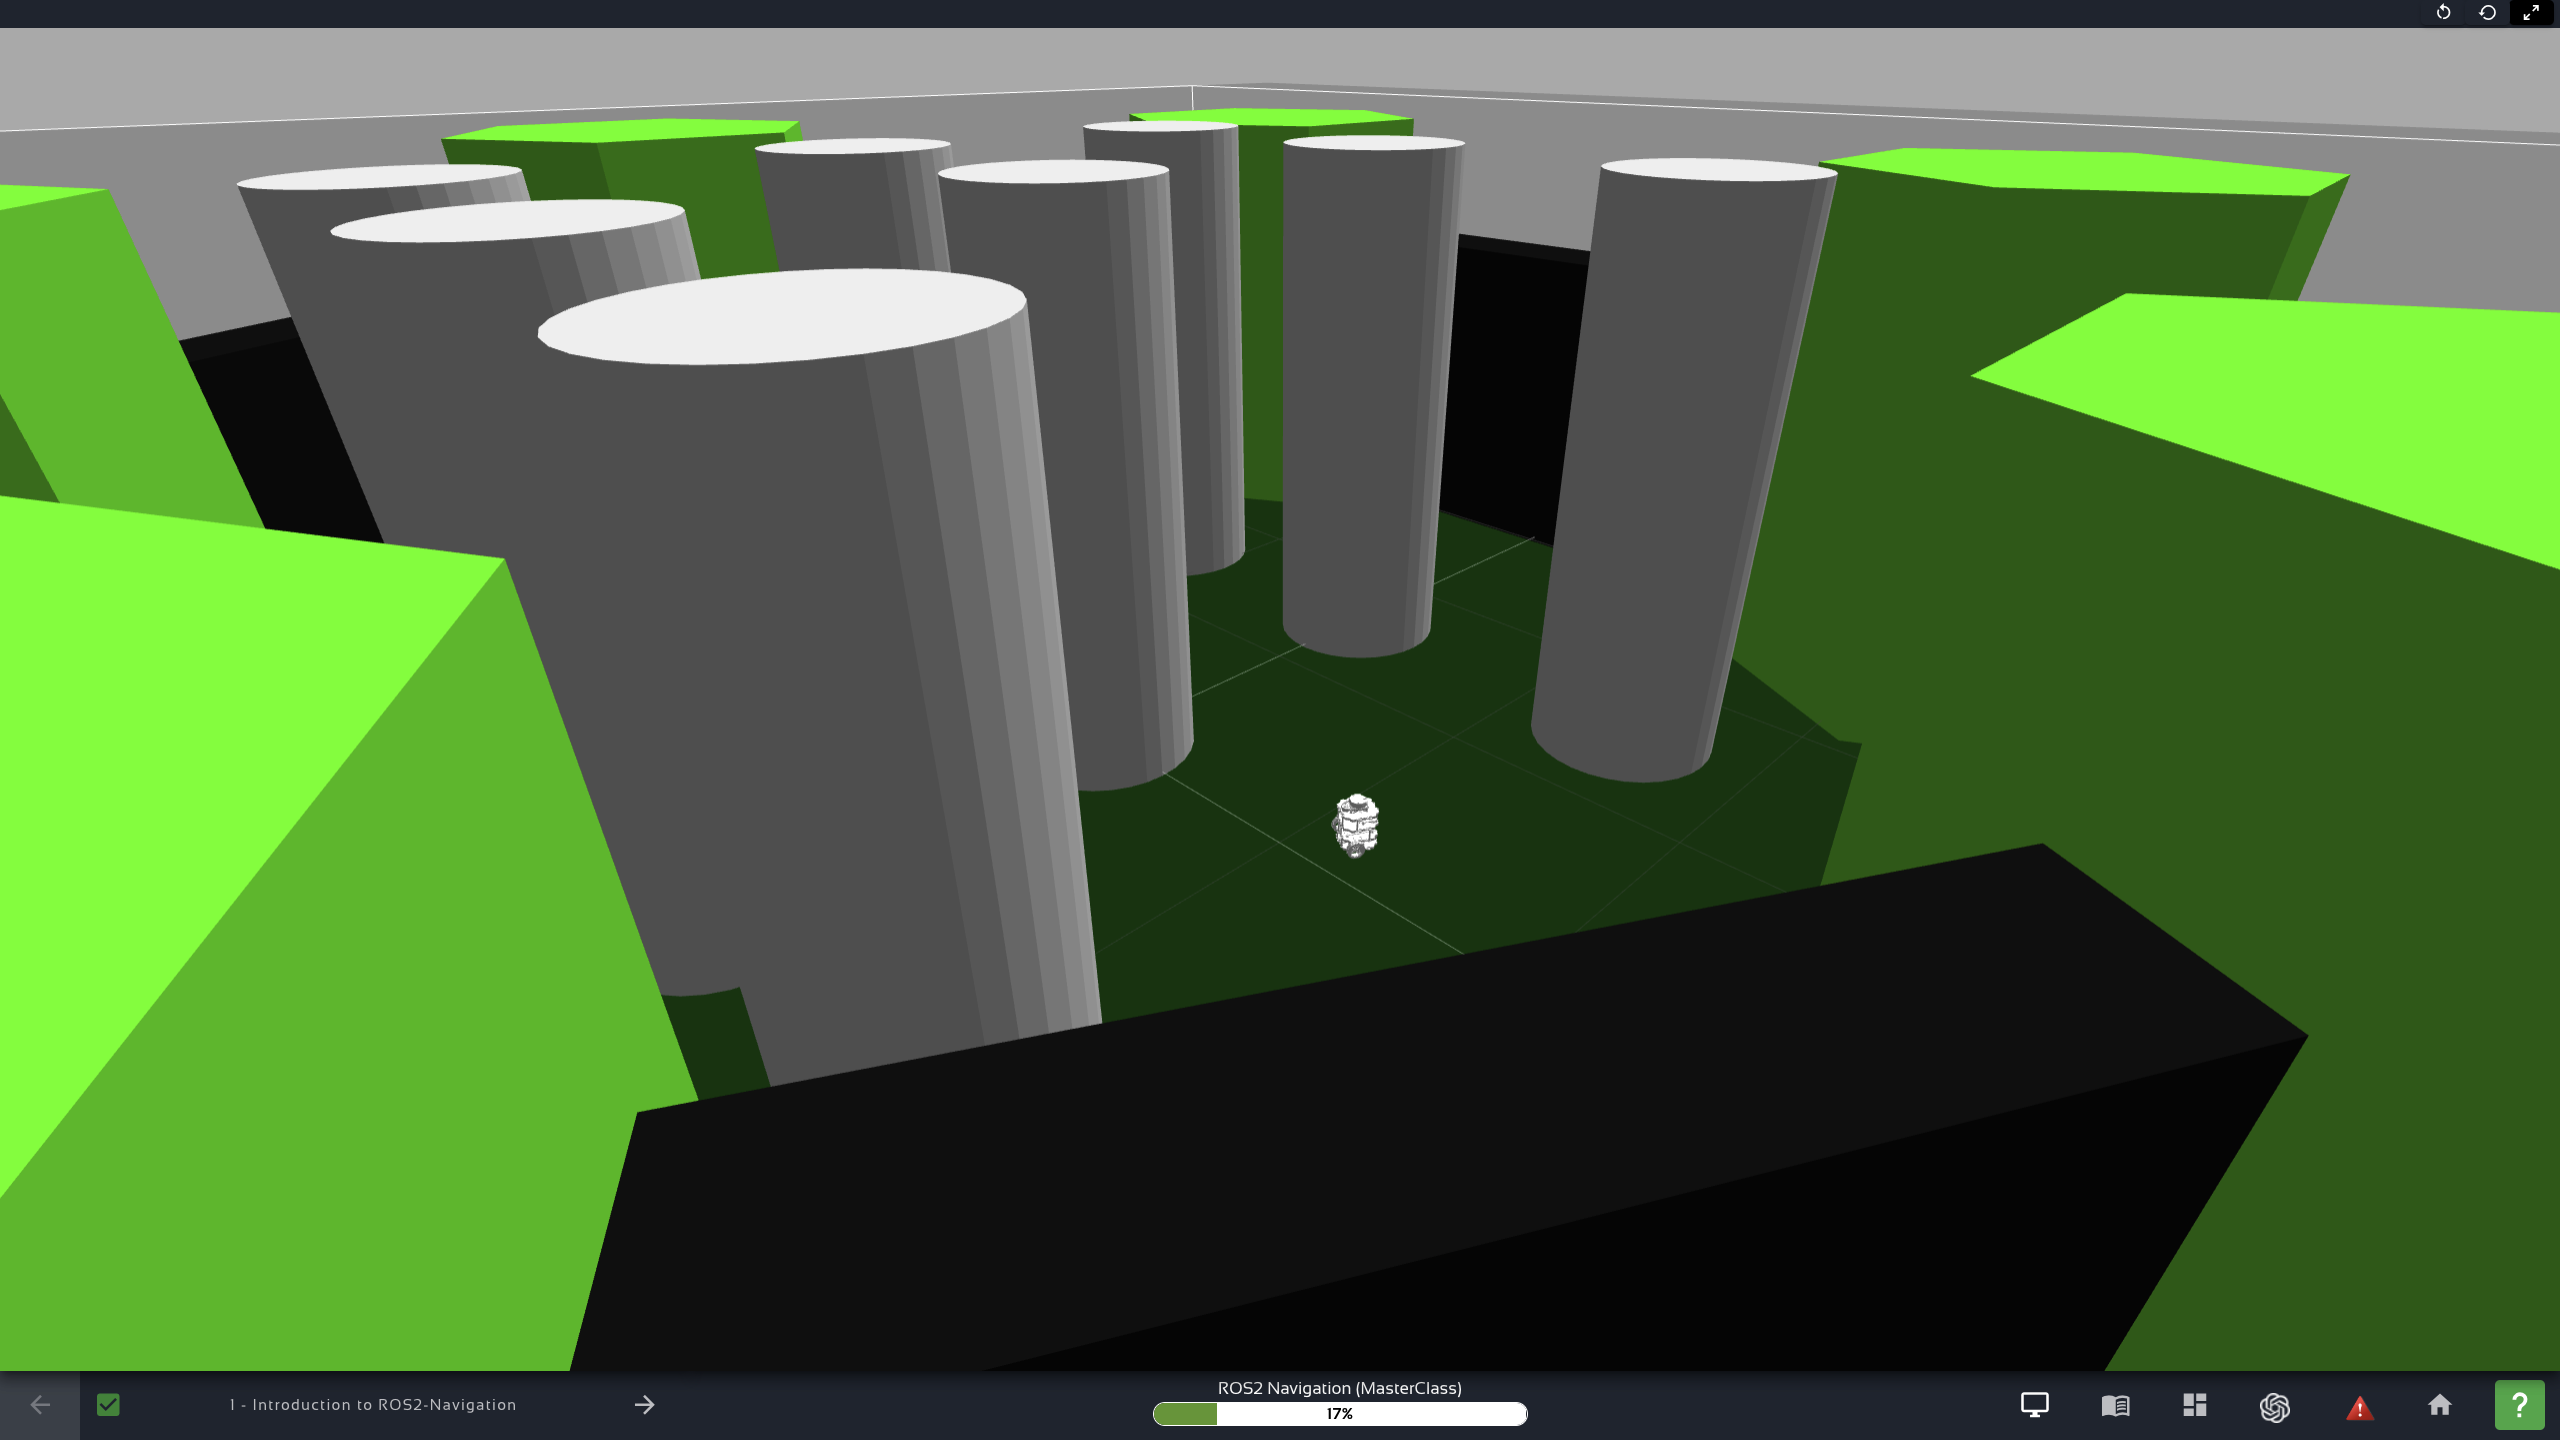 1 - Introduction to ROS2-Navigation
ROS2 Navigation (MasterClass)
17%
?